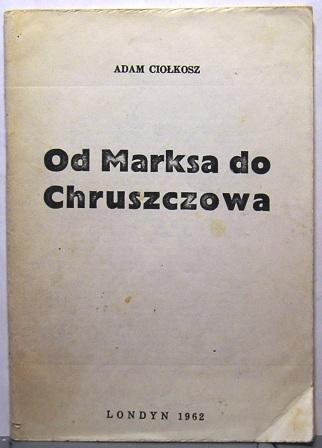 ADAM CIOŁKOSZ
Od Marksa do
Chruszczowa
LONDYN 1962